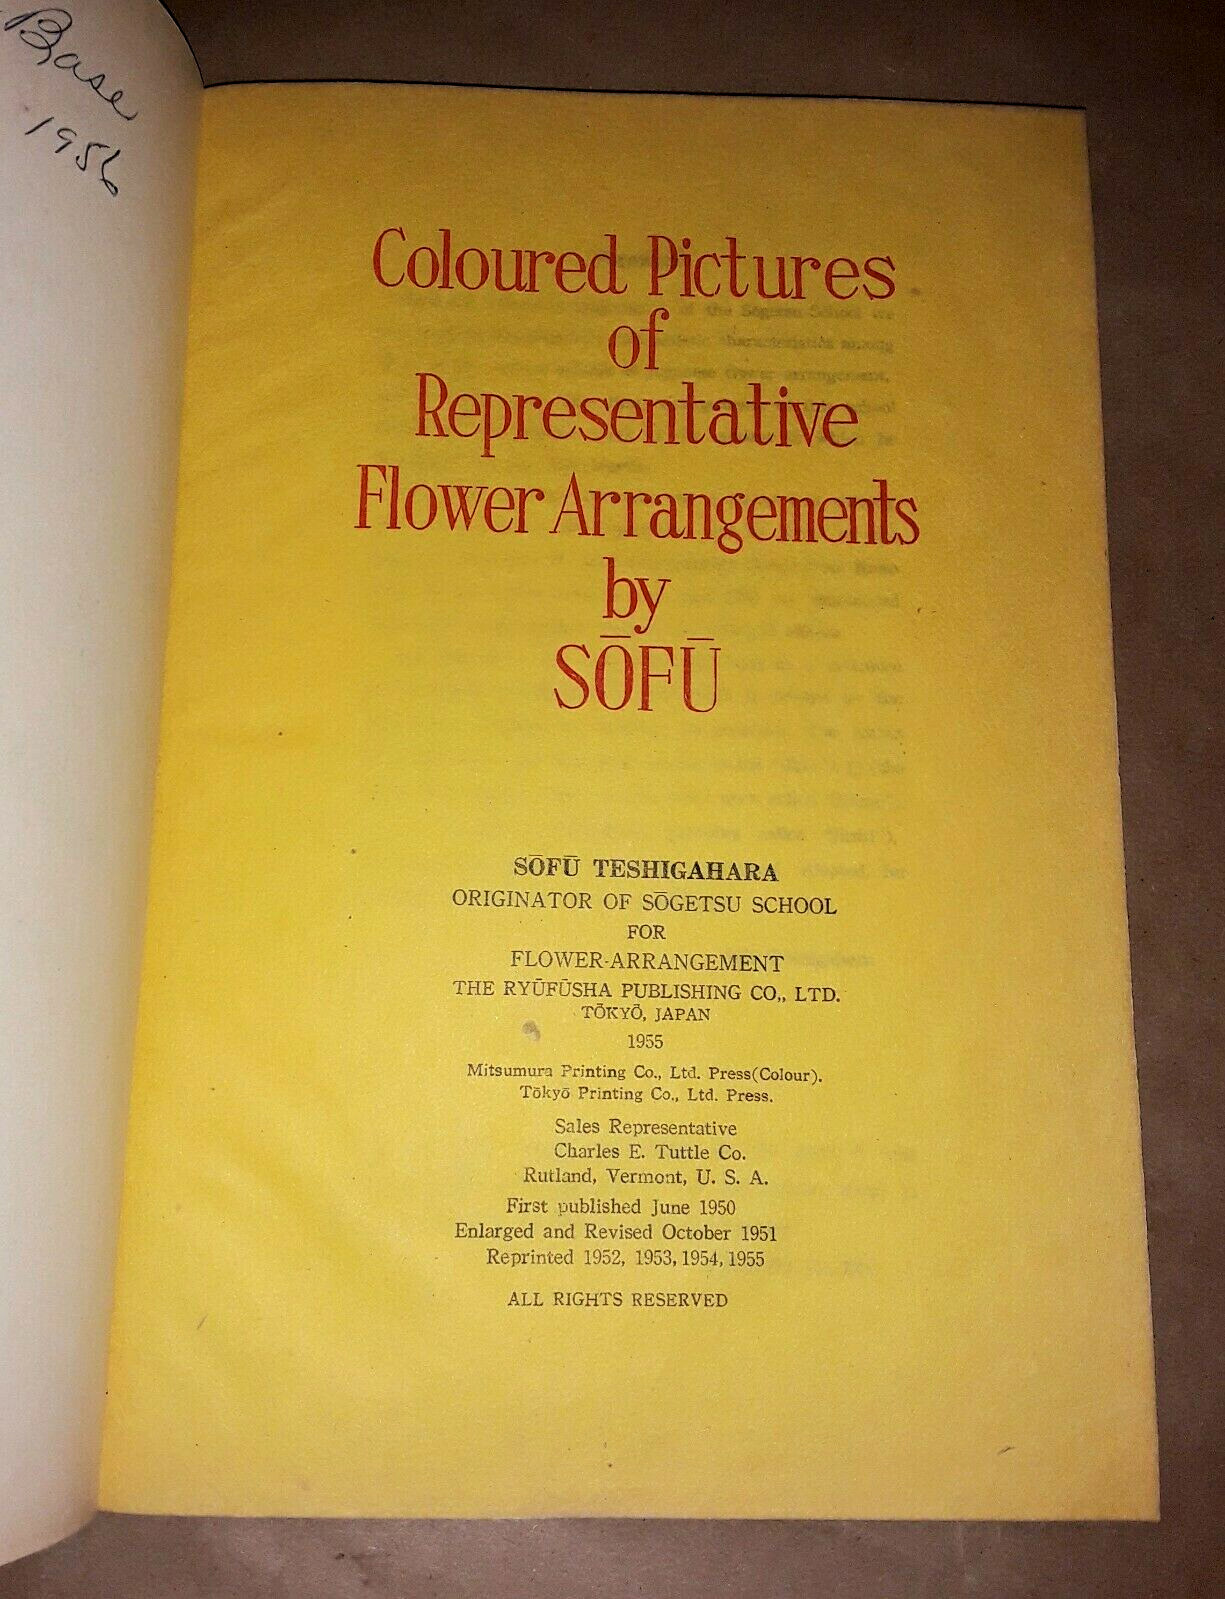 Base
1956
Coloured Pictures
of
Representative
Flower Arrangements
by
SŌFŪ
SŌFŪ TESHIGAHARA
ORIGINATOR OF SŌGETSU SCHOOL
FOR
FLOWER-ARRANGEMENT
THE RYŪFŪSHA PUBLISHING CO., LTD.
TŌKYŌ, JAPAN
1955
Mitsumura Printing Co., Ltd. Press(Colour).
Tōkyō Printing Co., Ltd. Press.
Sales Representative
Charles E. Tuttle Co.
Rutland, Vermont, U. S. A.
First published June 1950
Enlarged and Revised October 1951
Reprinted 1952, 1953, 1954, 1955
ALL RIGHTS RESERVED